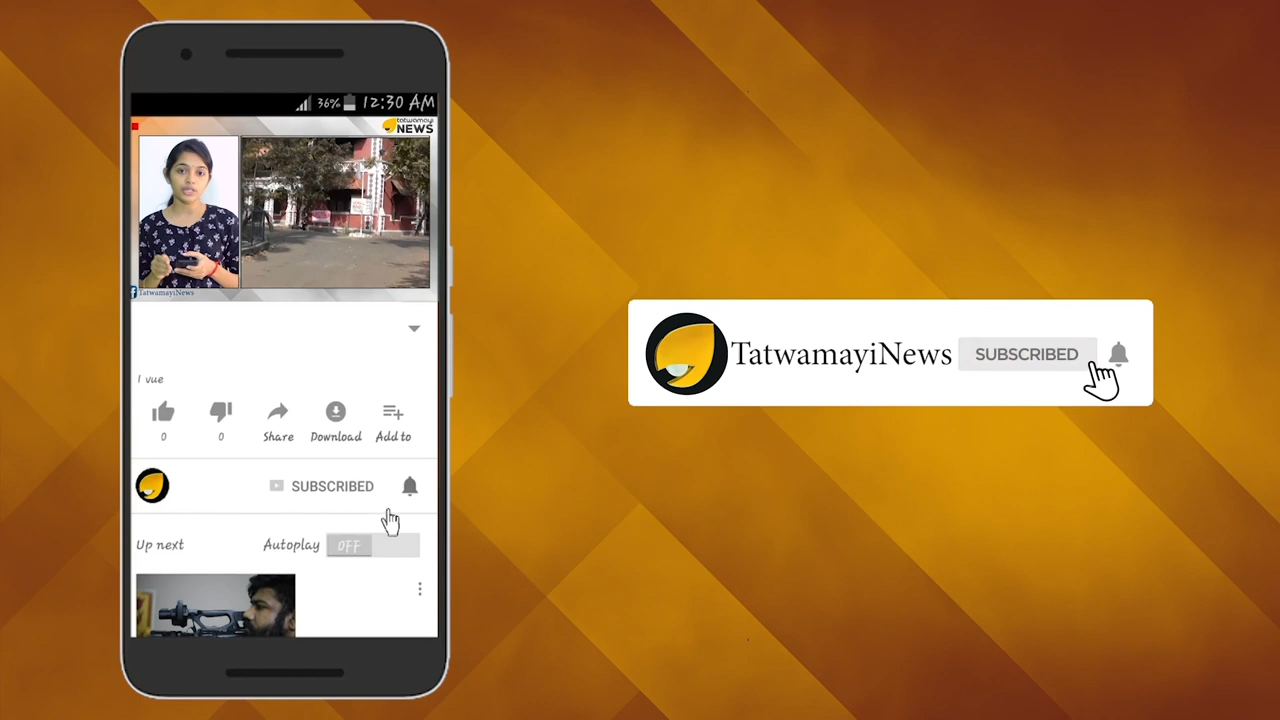 36% 12:30 AM
tatwamayi
NEWS
TatwamayiNews
1 vue
0 0 Share Download Add to
SUBSCRIBED
Up next Autoplay OFF
TatwamayiNews SUBSCRIBED